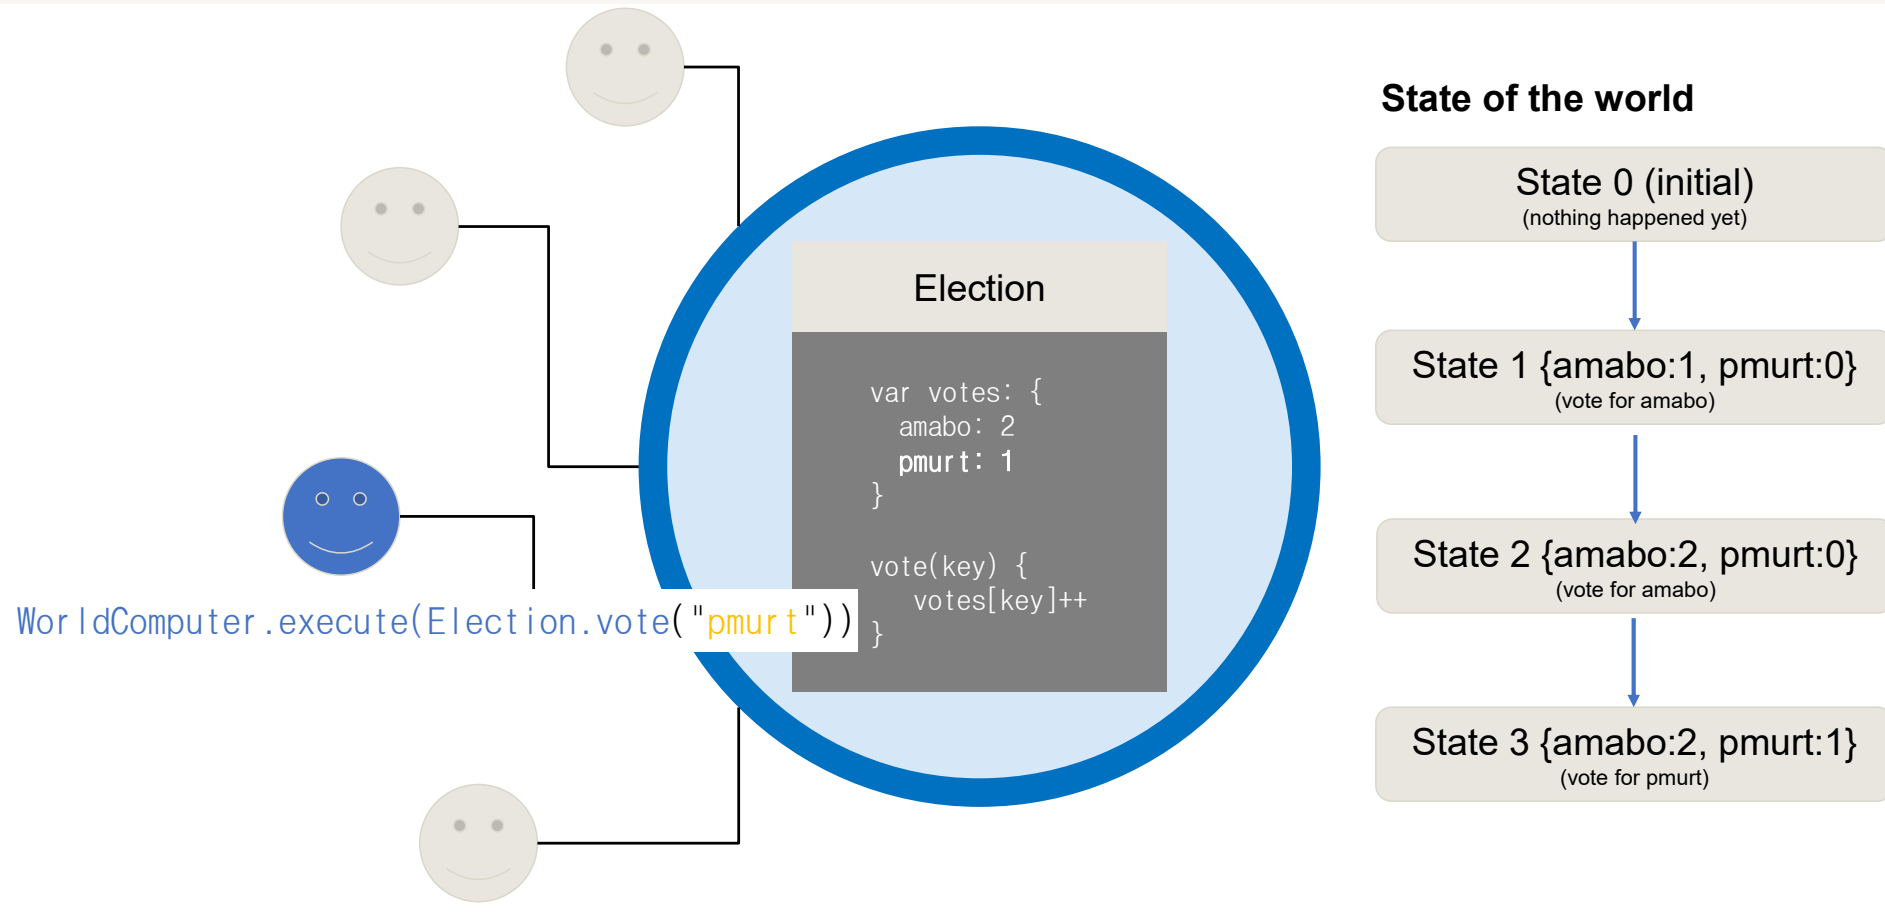 State of the world
State 0 (initial)
(nothing happened yet)
State 1 {amabo:1, pmurt:0}
(vote for amabo)
State 2 {amabo:2, pmurt:0}
(vote for amabo)
State 3 {amabo:2, pmurt:1}
(vote for pmurt)
Election
var votes: {
amabo: 2
pmurt: 1
}
vote(key) {
votes[key]++
}
WorldComputer.execute(Election.vote("pmurt"))